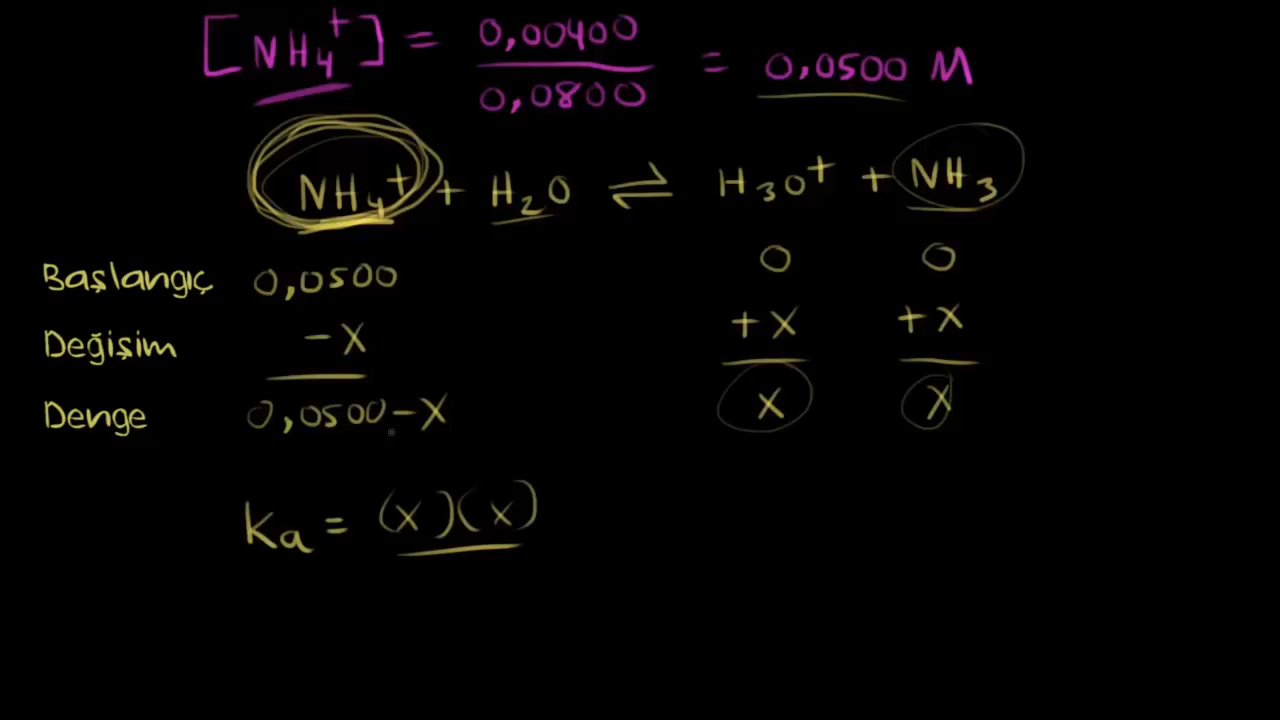 [NH₄⁺] = 0,00400 / 0,0800 = 0,0500 M
NH₄⁺ + H₂O ⇌ H₃O⁺ + NH₃
Başlangıç 0,0500 0 0
Değişim -X +X +X
Denge 0,0500-X X X
Ka = (X)(X)